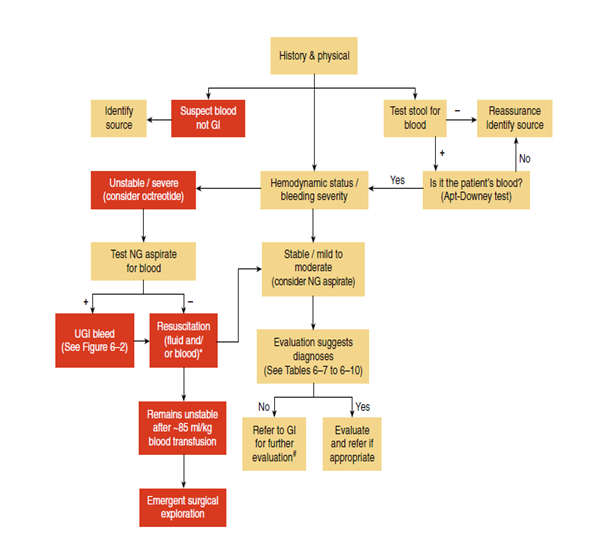 History & physical
Identify
source
Suspect blood
not GI
Test stool for
blood
–
Reassurance
Identify source
+
No
Unstable / severe
(consider octreotide)
Hemodynamic status /
bleeding severity
Yes
Is it the patient's blood?
(Apt-Downey test)
Test NG aspirate
for blood
Stable / mild to
moderate
(consider NG aspirate)
+
–
UGI bleed
(See Figure 6–2)
Resuscitation
(fluid and/
or blood)*
Evaluation suggests
diagnoses
(See Tables 6–7 to 6–10)
No
Yes
Remains unstable
after ~85 ml/kg
blood transfusion
Refer to GI
for further
evaluation#
Evaluate
and refer if
appropriate
Emergent surgical
exploration